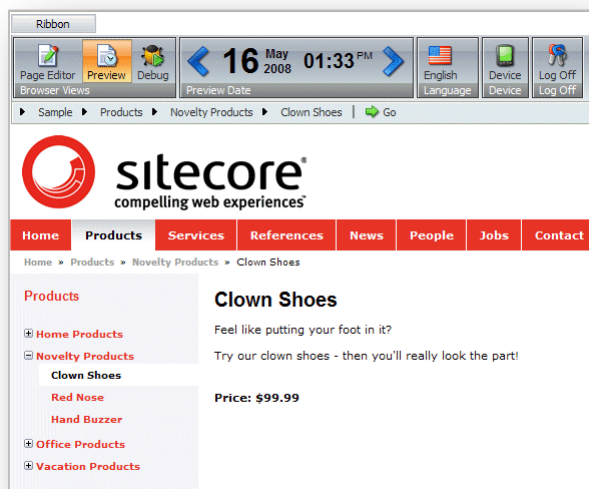 Ribbon
Page Editor Preview Debug
Browser Views
16 May 2008 01:33 PM
Preview Date
English
Language
Device
Device
Log Off
Log Off
Sample Products Novelty Products Clown Shoes | Go
sitecore
compelling web experiences
Home Products Services References News People Jobs Contact
Home » Products » Novelty Products » Clown Shoes
Products
Home Products
Novelty Products
Clown Shoes
Red Nose
Hand Buzzer
Office Products
Vacation Products
Clown Shoes
Feel like putting your foot in it?
Try our clown shoes - then you'll really look the part!
Price: $99.99